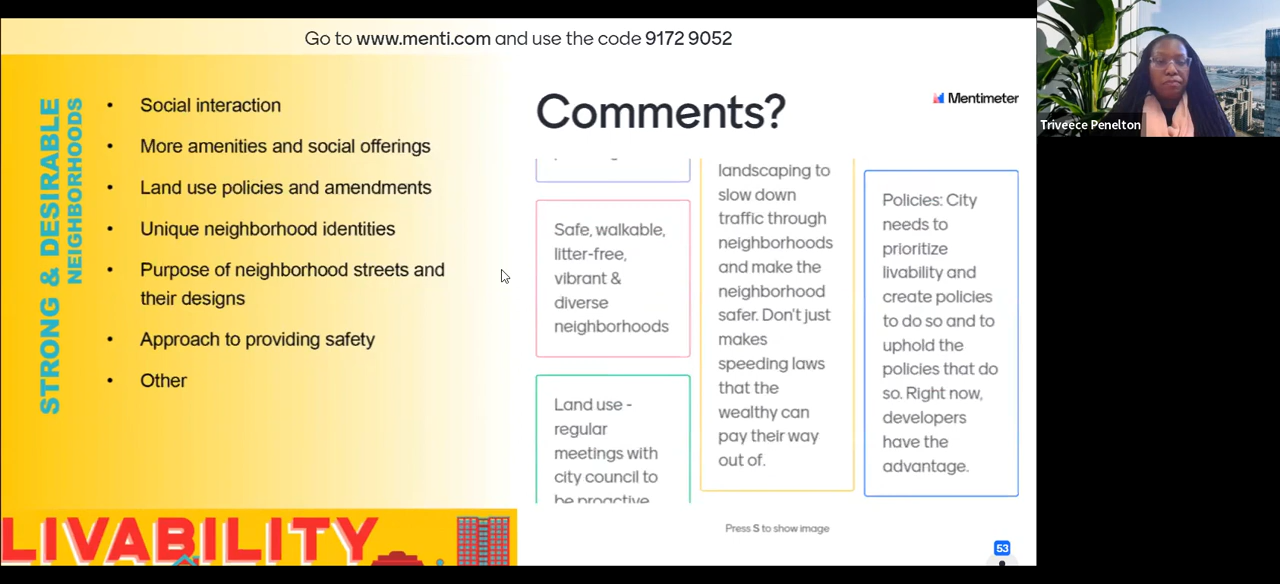 Go to www.menti.com and use the code 9172 9052
STRONG & DESIRABLE
NEIGHBORHOODS
• Social interaction
• More amenities and social offerings
• Land use policies and amendments
• Unique neighborhood identities
• Purpose of neighborhood streets and
their designs
• Approach to providing safety
• Other
LIVABILITY
Comments?
Mentimeter
Safe, walkable,
litter-free,
vibrant &
diverse
neighborhoods
Land use -
regular
meetings with
city council to
be proactive
landscaping to
slow down
traffic through
neighborhoods
and make the
neighborhood
safer. Don't just
makes
speeding laws
that the
wealthy can
pay their way
out of.
Policies: City
needs to
prioritize
livability and
create policies
to do so and to
uphold the
policies that do
so. Right now,
developers
have the
advantage.
Press S to show image
53
Triveece Penelton